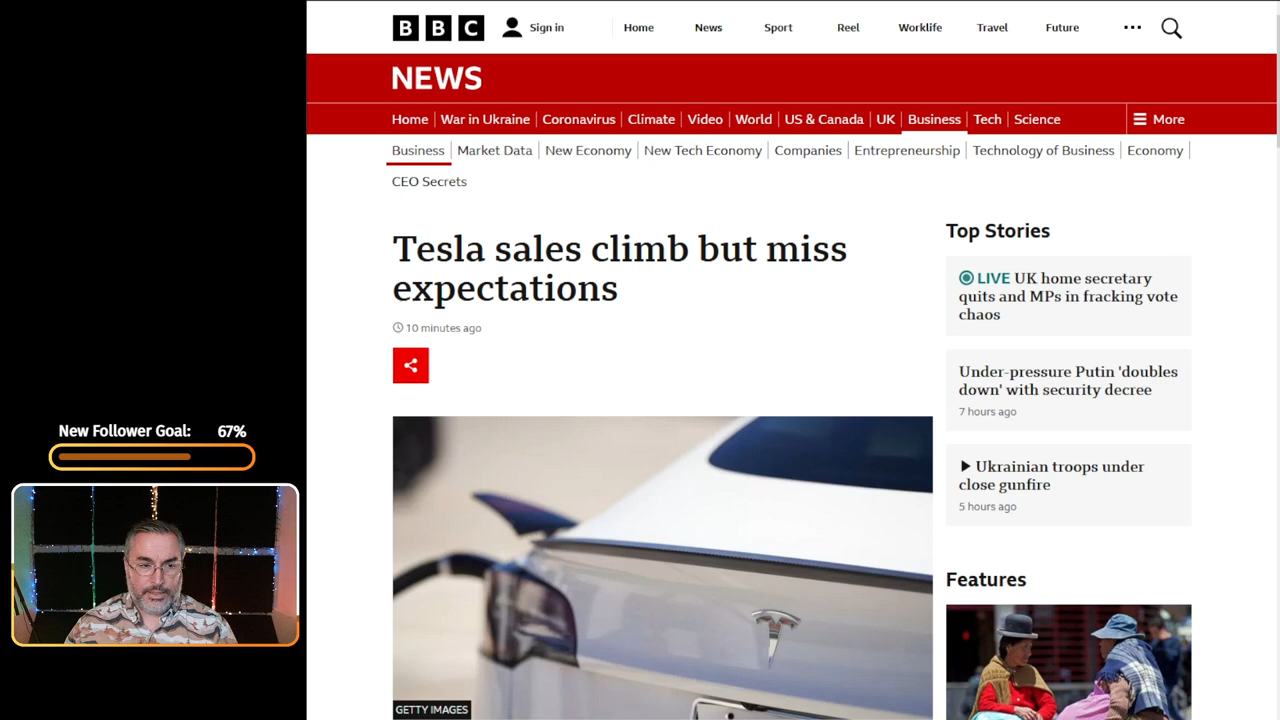 BBC
Sign in
Home
News
Sport
Reel
Worklife
Travel
Future
NEWS
Home
War in Ukraine
Coronavirus
Climate
Video
World
US & Canada
UK
Business
Tech
Science
More
Business
Market Data
New Economy
New Tech Economy
Companies
Entrepreneurship
Technology of Business
Economy
CEO Secrets
Tesla sales climb but miss
expectations
10 minutes ago
GETTY IMAGES
Top Stories
LIVE UK home secretary
quits and MPs in fracking vote
chaos
Under-pressure Putin 'doubles
down' with security decree
7 hours ago
Ukrainian troops under
close gunfire
5 hours ago
Features
New Follower Goal: 67%